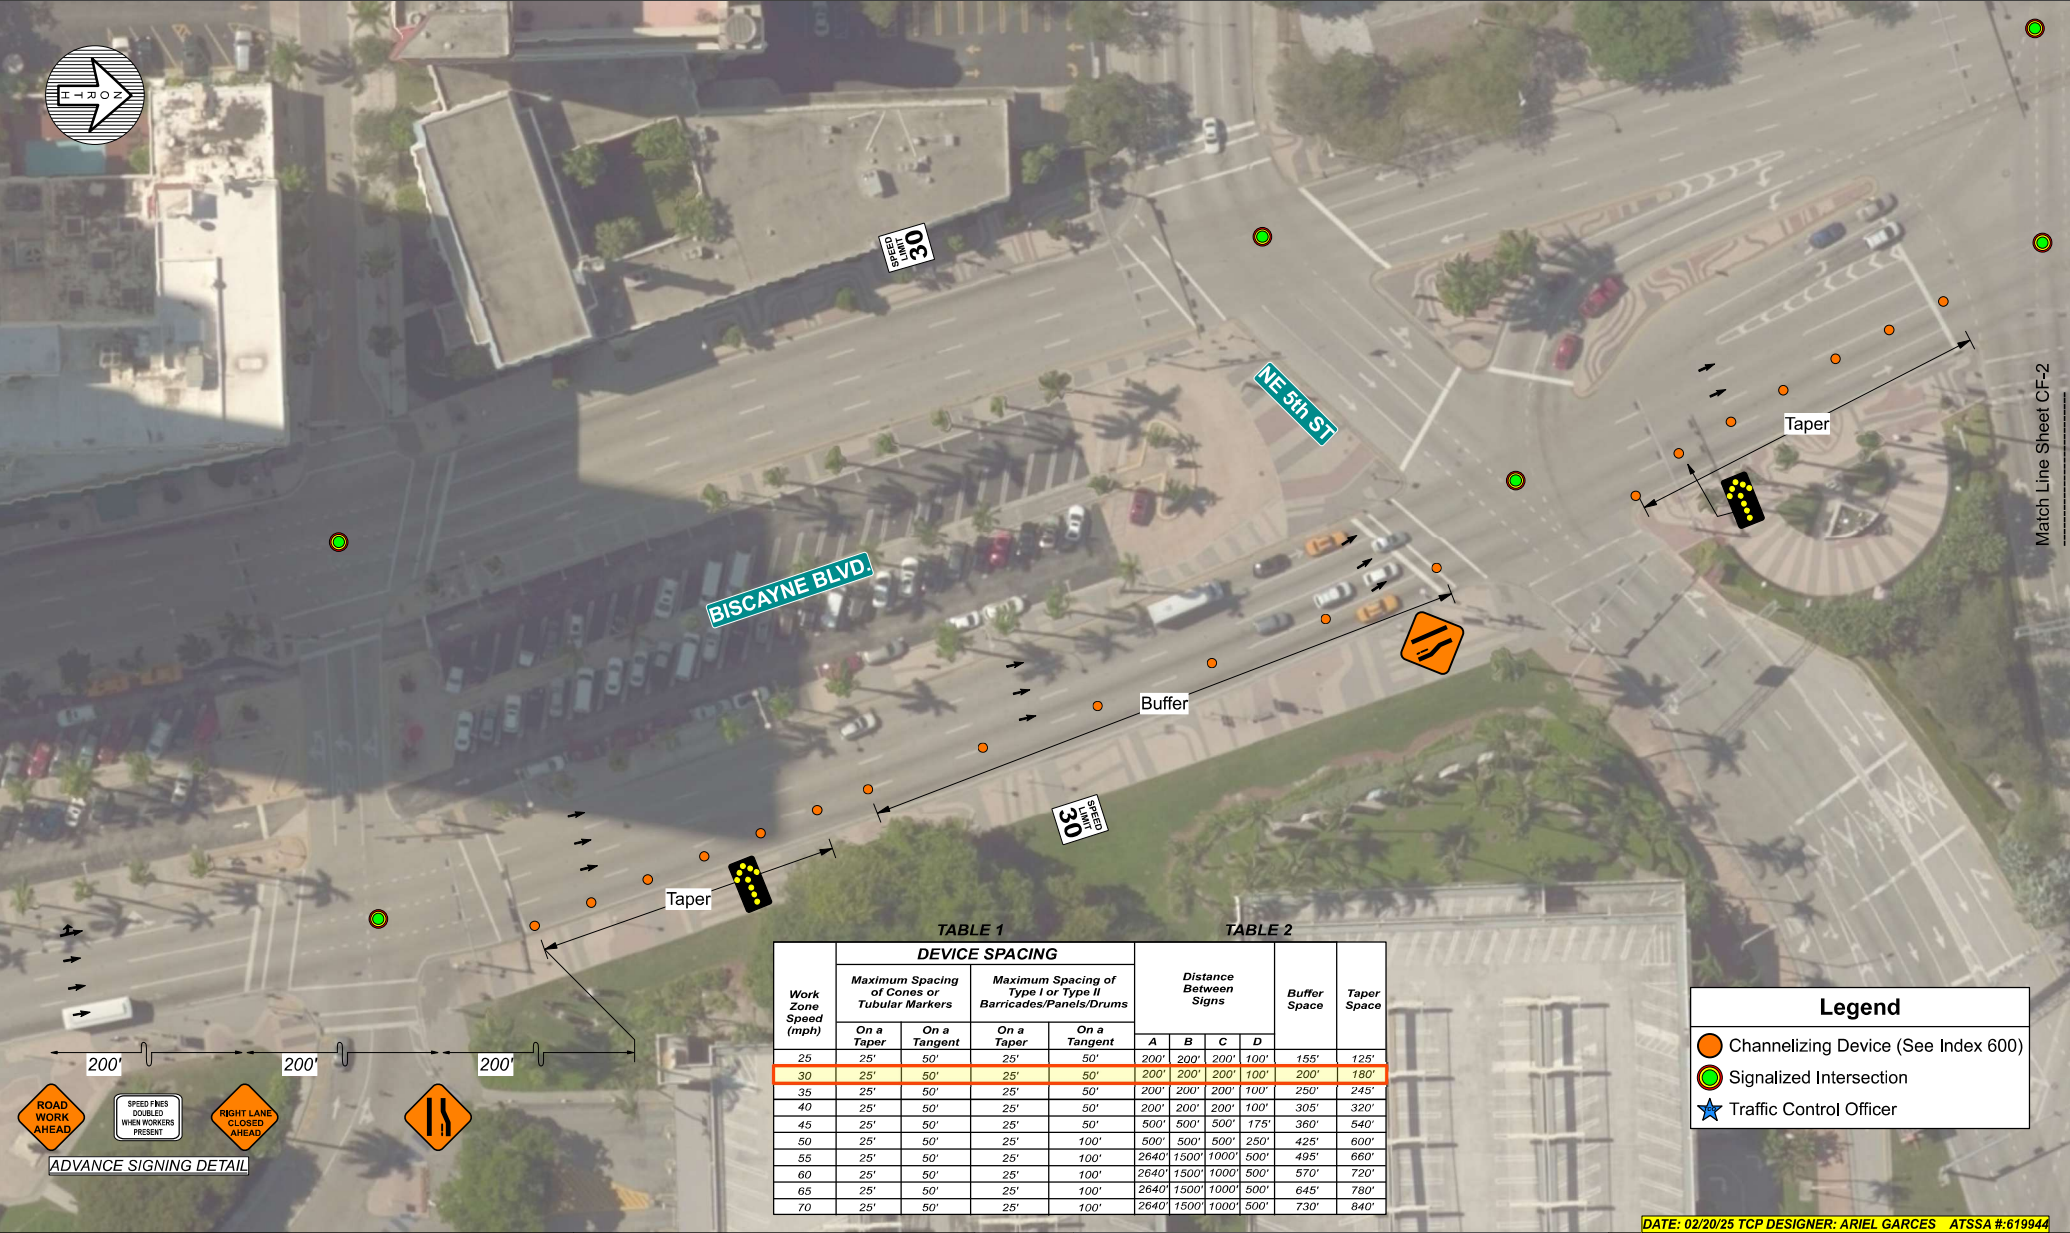 NORTH
SPEED
LIMIT
30
NE 5th ST
BISCAYNE BLVD.
Taper
Match Line Sheet CF-2
Buffer
SPEED
LIMIT
30
Taper
200'
200'
200'
ROAD
WORK
AHEAD
SPEED FINES
DOUBLED
WHEN WORKERS
PRESENT
RIGHT LANE
CLOSED
AHEAD
ADVANCE SIGNING DETAIL
TABLE 1 TABLE 2
Work
Zone
Speed
(mph)
DEVICE SPACING
Maximum Spacing
of Cones or
Tubular Markers
Maximum Spacing of
Type I or Type II
Barricades/Panels/Drums
Distance
Between
Signs
Buffer
Space
Taper
Space
On a
Taper
On a
Tangent
On a
Taper
On a
Tangent
A B C D
25 25' 50' 25' 50' 200' 200' 200' 100' 155' 125'
30 25' 50' 25' 50' 200' 200' 200' 100' 200' 180'
35 25' 50' 25' 50' 200' 200' 200' 100' 250' 245'
40 25' 50' 25' 50' 200' 200' 200' 100' 305' 320'
45 25' 50' 25' 50' 500' 500' 500' 175' 360' 540'
50 25' 50' 25' 100' 500' 500' 500' 250' 425' 600'
55 25' 50' 25' 100' 2640' 1500' 1000' 500' 495' 660'
60 25' 50' 25' 100' 2640' 1500' 1000' 500' 570' 720'
65 25' 50' 25' 100' 2640' 1500' 1000' 500' 645' 780'
70 25' 50' 25' 100' 2640' 1500' 1000' 500' 730' 840'
Legend
Channelizing Device (See Index 600)
Signalized Intersection
Traffic Control Officer
DATE: 02/20/25 TCP DESIGNER: ARIEL GARCES ATSSA #:619944